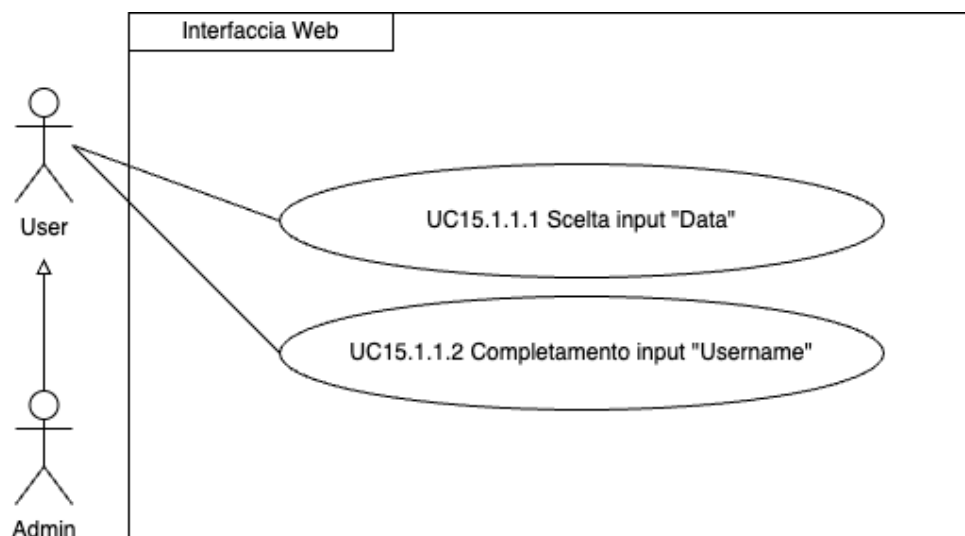 Interfaccia Web
User
UC15.1.1.1 Scelta input "Data"
UC15.1.1.2 Completamento input "Username"
Admin